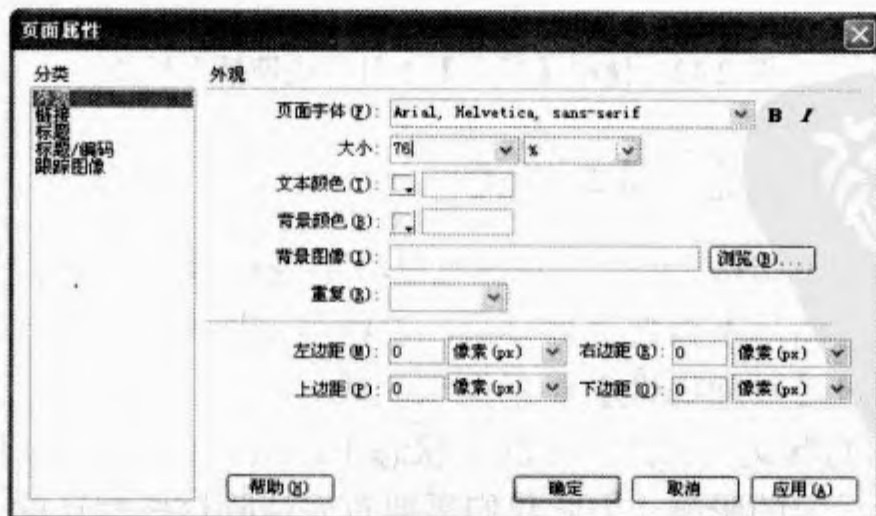 页面属性
分类
外观
外观
链接
标题
标题/编码
跟踪图像
页面字体(F): Arial, Helvetica, sans-serif B I
大小: 76 %
文本颜色(T):
背景颜色(B):
背景图像(I): 浏览(B)...
重复(R):
左边距(M): 0 像素(px) 右边距(R): 0 像素(px)
上边距(P): 0 像素(px) 下边距(O): 0 像素(px)
帮助(H) 确定 取消 应用(A)